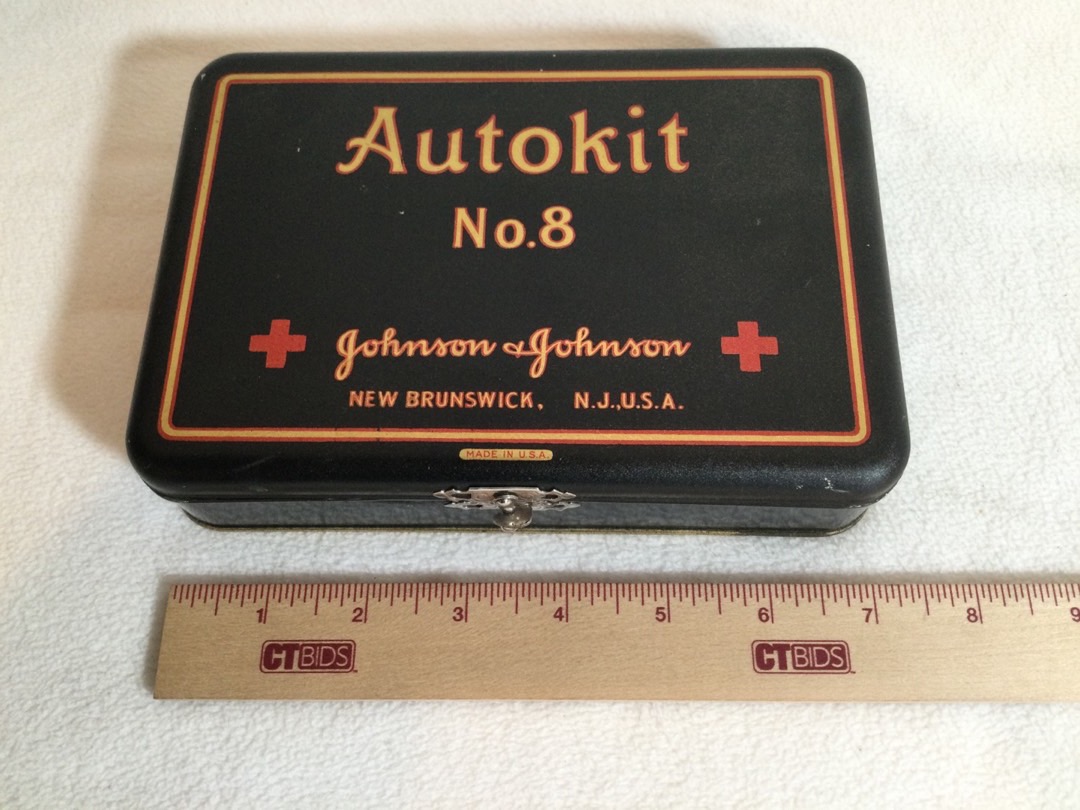 Autokit
No.8
Johnson & Johnson
NEW BRUNSWICK, N.J.,U.S.A.
MADE IN U.S.A.
1 2 3 4 5 6 7 8 9
CTBIDS CTBIDS